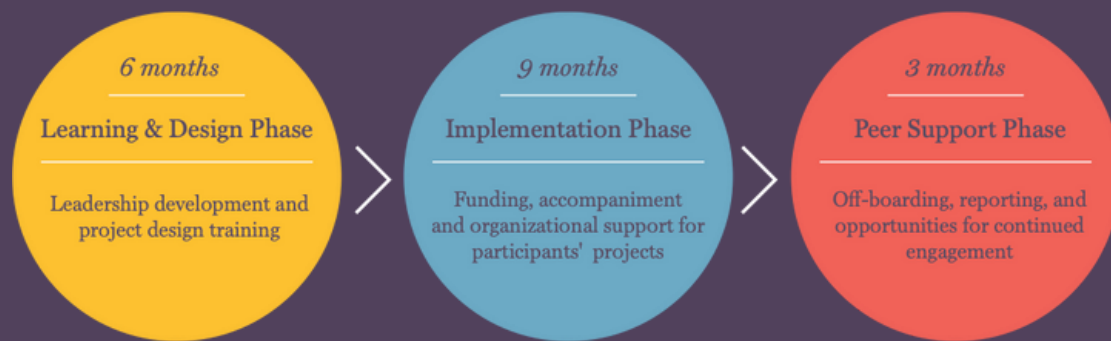 6 months
Learning & Design Phase
Leadership development and
project design training
9 months
Implementation Phase
Funding, accompaniment
and organizational support for
participants' projects
3 months
Peer Support Phase
Off-boarding, reporting, and
opportunities for continued
engagement